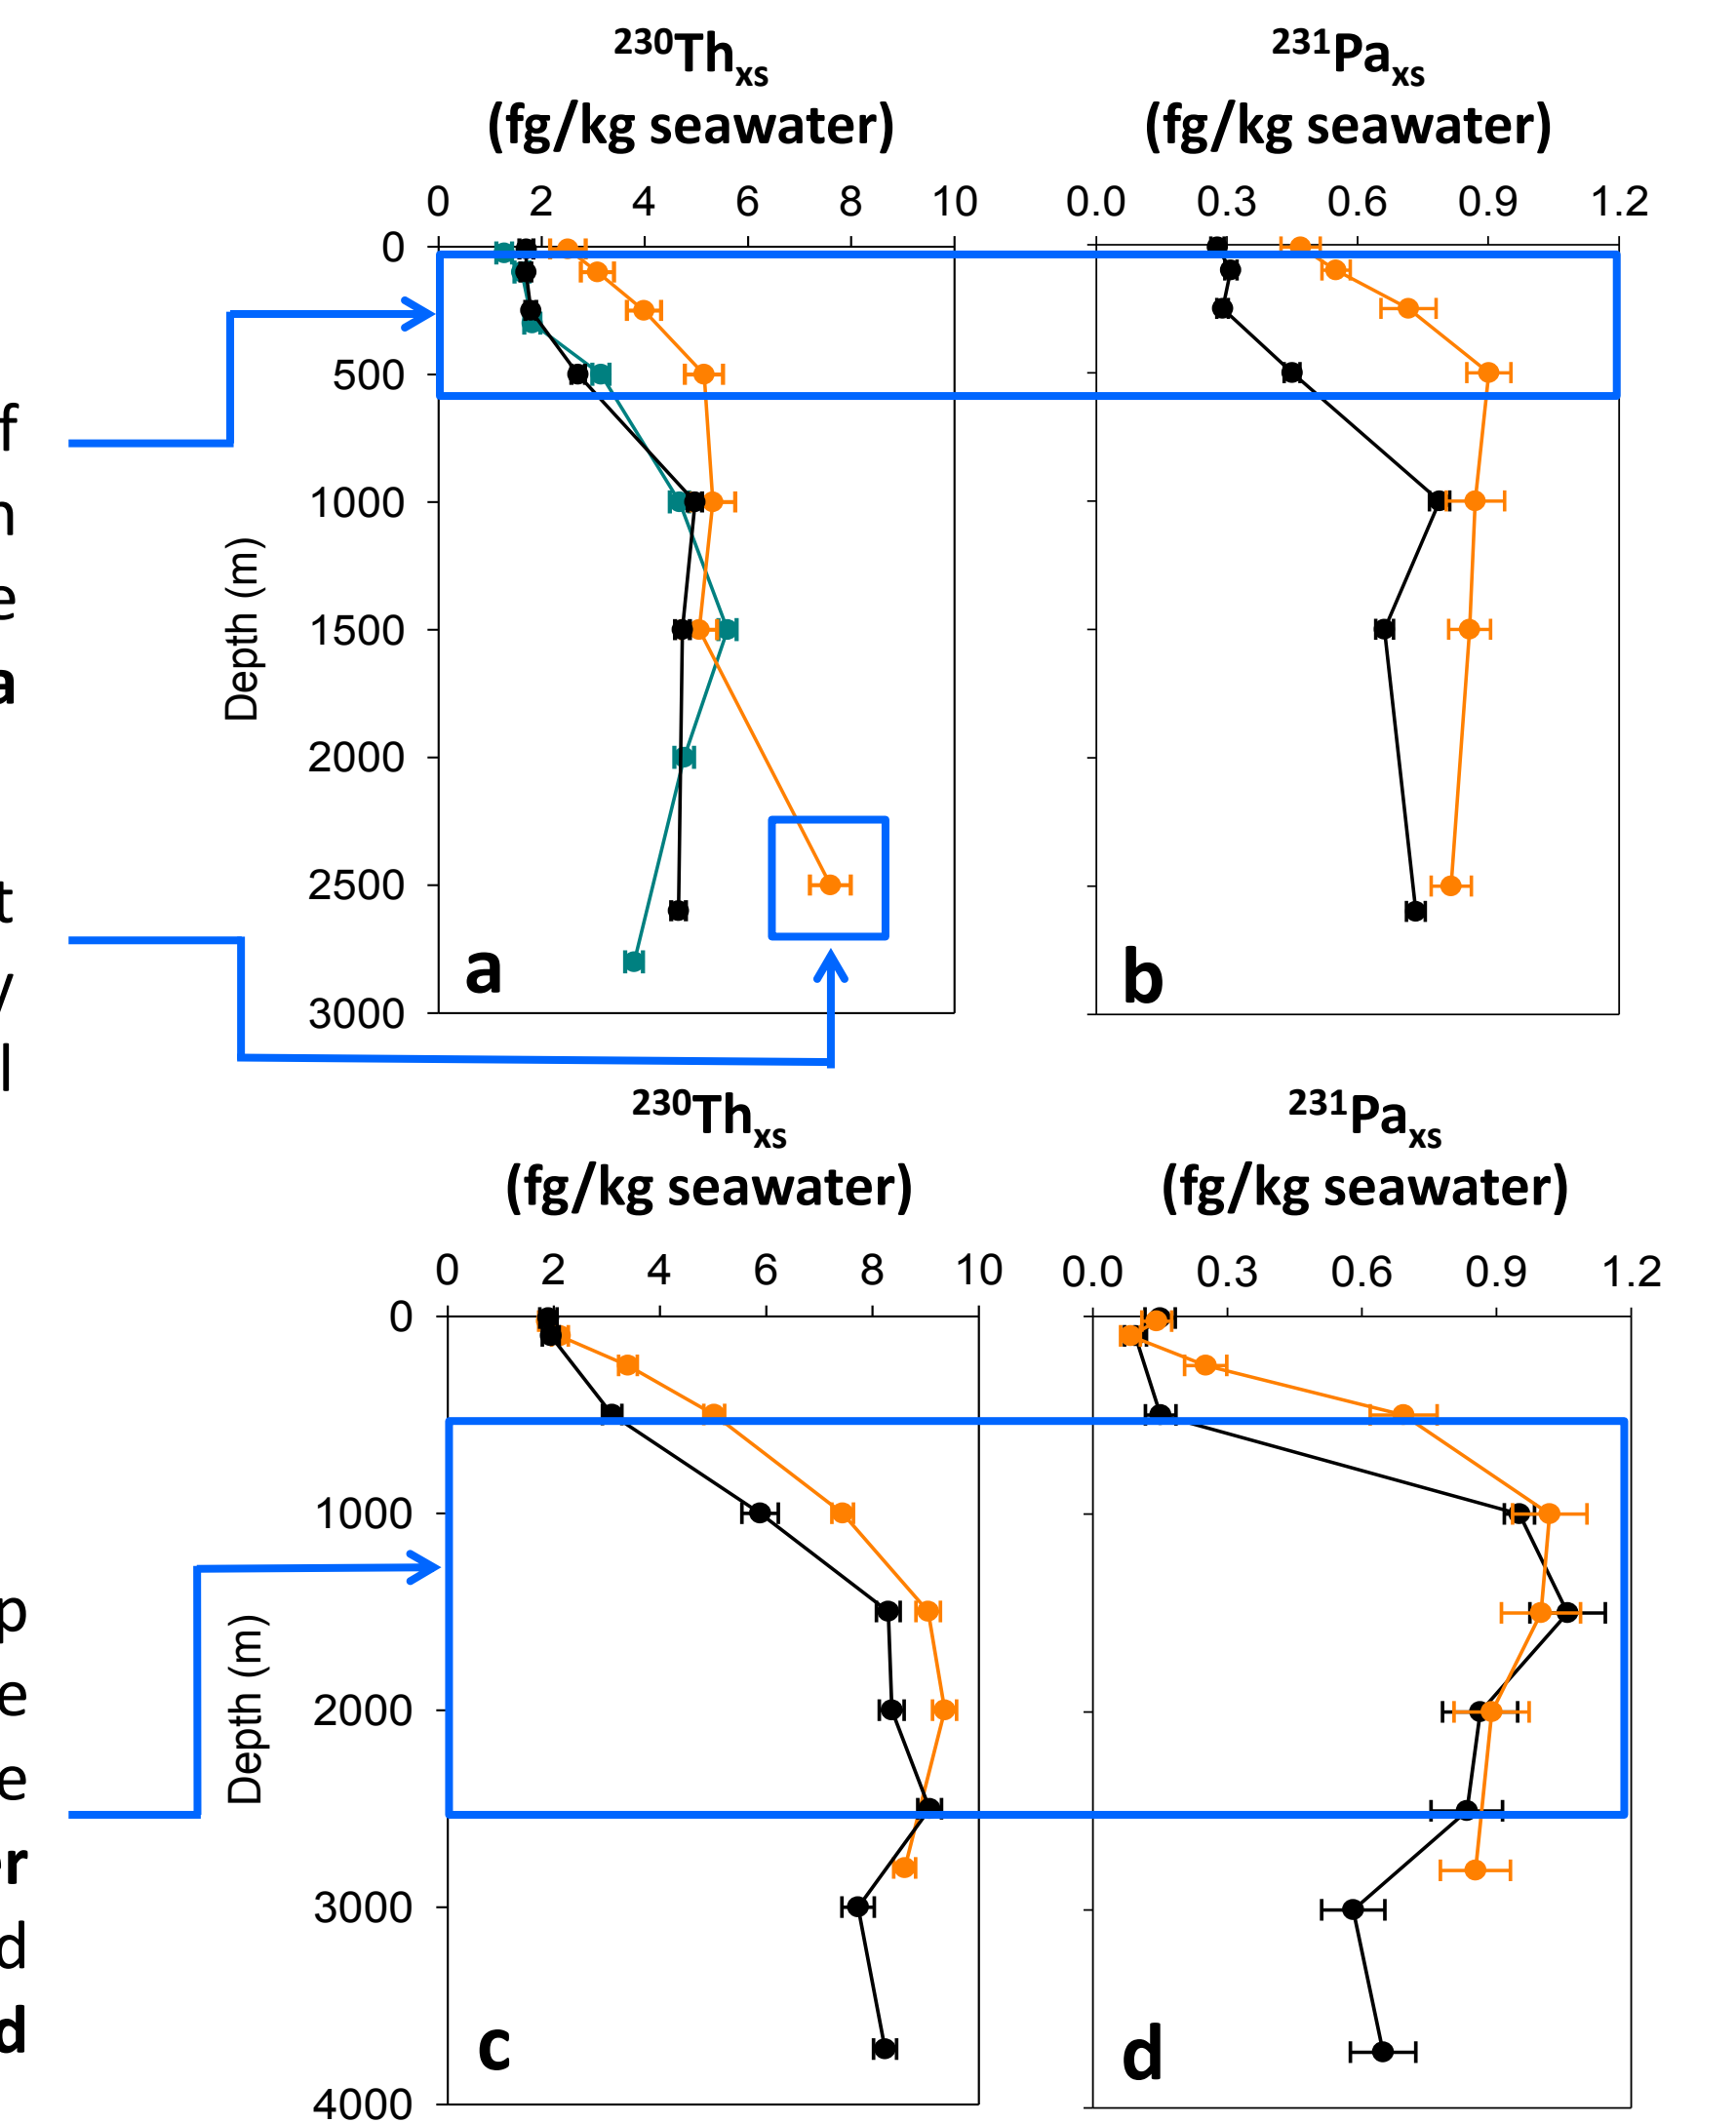 230Thxs
(fg/kg seawater)
231Paxs
(fg/kg seawater)
0 2 4 6 8 10
0.0 0.3 0.6 0.9 1.2
0
500
1000
1500
2000
2500
3000
Depth (m)
a
b
f
n
e
a
t
y
l
230Thxs
(fg/kg seawater)
231Paxs
(fg/kg seawater)
0 2 4 6 8 10
0.0 0.3 0.6 0.9 1.2
0
1000
2000
3000
4000
Depth (m)
c
d
p
e
e
er
d
d